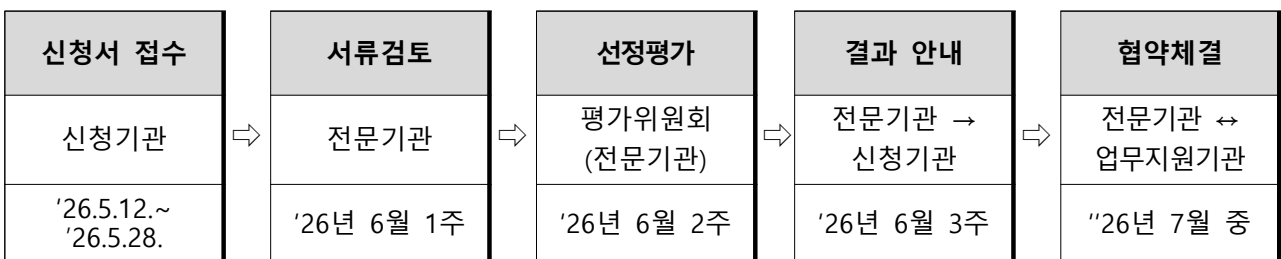 신청서 접수
서류검토
선정평가
결과 안내
협약체결
신청기관
⇨
전문기관
⇨
평가위원회
(전문기관)
⇨
전문기관 →
신청기관
⇨
전문기관 ↔
업무지원기관
'26.5.12.~
'26.5.28.
'26년 6월 1주
'26년 6월 2주
'26년 6월 3주
''26년 7월 중